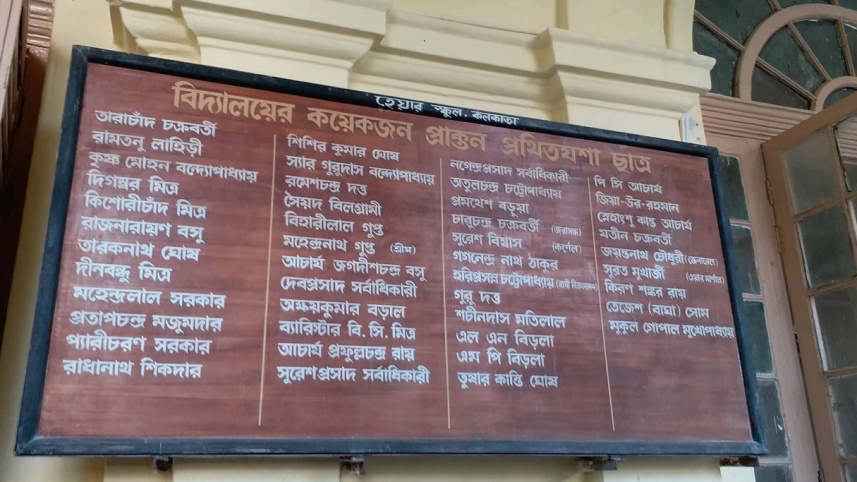 হেয়ার স্কুল, কলকাতা
বিদ্যালয়ের কয়েকজন প্রাক্তন প্রথিতযশা ছাত্র
তারাচাঁদ চক্রবর্তী
রামতনু লাহিড়ী
কৃষ্ণ মোহন বন্দ্যোপাধ্যায়
দিগম্বর মিত্র
কিশোরীচাঁদ মিত্র
রাজনারায়ণ বসু
তারকনাথ ঘোষ
দীনবন্ধু মিত্র
মহেন্দ্রলাল সরকার
প্রতাপচন্দ্র মজুমদার
প্যারীচরণ সরকার
রাধানাথ শিকদার
শিশির কুমার ঘোষ
স্যার গুরুদাস বন্দ্যোপাধ্যায়
রমেশচন্দ্র দত্ত
সৈয়দ বিলগ্রামী
বিহারীলাল গুপ্ত
মহেন্দ্রনাথ গুপ্ত (শ্রীম)
আচার্য জগদীশচন্দ্র বসু
দেবপ্রসাদ সর্বাধিকারী
অক্ষয়কুমার বড়াল
ব্যারিস্টার বি. সি. মিত্র
আচার্য প্রফুল্লচন্দ্র রায়
সুরেশপ্রসাদ সর্বাধিকারী
নগেন্দ্রপ্রসাদ সর্বাধিকারী
অতুলচন্দ্র চট্টোপাধ্যায়
প্রমথেশ বড়ুয়া
চারুচন্দ্র চক্রবর্তী (জরাসন্ধ)
সুরেশ বিশ্বাস (কর্ণেল)
গগনেন্দ্র নাথ ঠাকুর
হরিপ্রসন্ন চট্টোপাধ্যায়
গুরু দত্ত
শচীনদাস মতিলাল
এল এন বিড়লা
এম পি বিড়লা
তুষার কান্তি ঘোষ
পি সি আচার্য
জিয়া-উর-রহমান
স্নেহাংশু কান্ত আচার্য
যতীন চক্রবর্তী
জয়ন্তনাথ চৌধুরী (জেনারেল)
সুব্রত মুখার্জী (এয়ার মার্শাল)
কিরণ শঙ্কর রায়
তেজেশ (বাঘা) সোম
মুকুল গোপাল মুখোপাধ্যায়